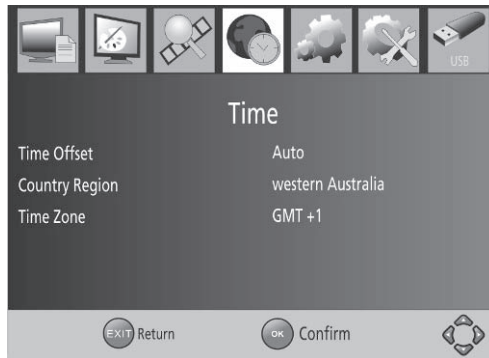 USB
Time
Time Offset Auto
Country Region western Australia
Time Zone GMT +1
EXIT Return OK Confirm